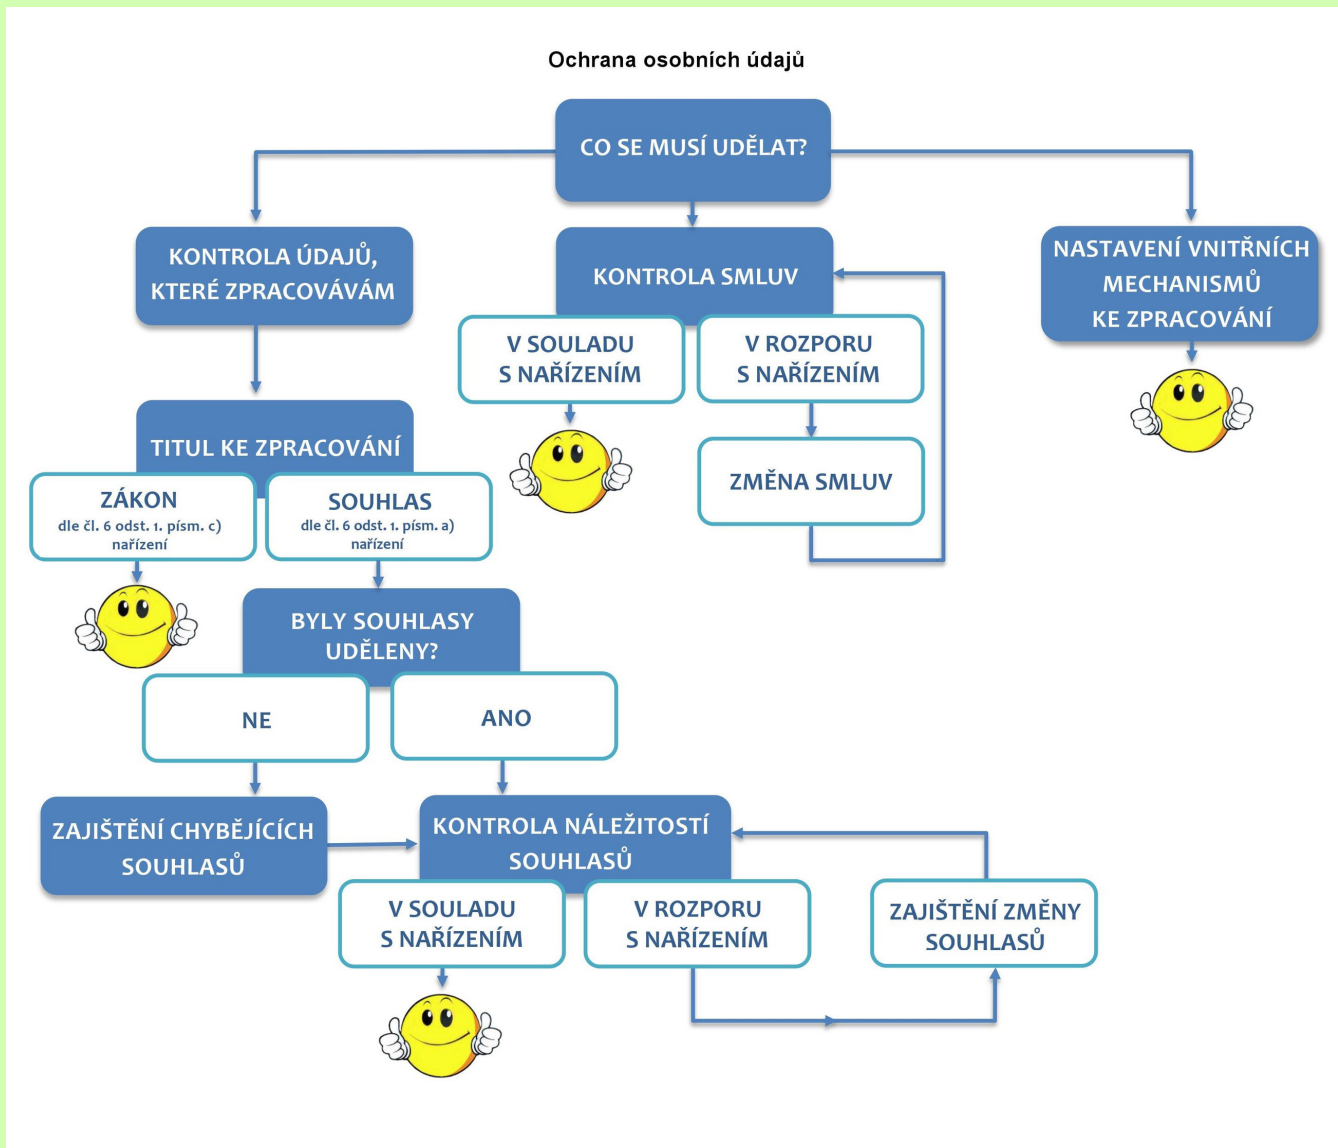 Ochrana osobních údajů
CO SE MUSÍ UDĚLAT?
KONTROLA ÚDAJŮ,
KTERÉ ZPRACOVÁVÁM
KONTROLA SMLUV
NASTAVENÍ VNITŘNÍCH
MECHANISMŮ
KE ZPRACOVÁNÍ
V SOULADU
S NAŘÍZENÍM
V ROZPORU
S NAŘÍZENÍM
TITUL KE ZPRACOVÁNÍ
ZMĚNA SMLUV
ZÁKON
dle čl. 6 odst. 1. písm. c)
nařízení
SOUHLAS
dle čl. 6 odst. 1. písm. a)
nařízení
BYLY SOUHLASY
UDĚLENY?
NE
ANO
ZAJIŠTĚNÍ CHYBĚJÍCÍCH
SOUHLASŮ
KONTROLA NÁLEŽITOSTÍ
SOUHLASŮ
V SOULADU
S NAŘÍZENÍM
V ROZPORU
S NAŘÍZENÍM
ZAJIŠTĚNÍ ZMĚNY
SOUHLASŮ